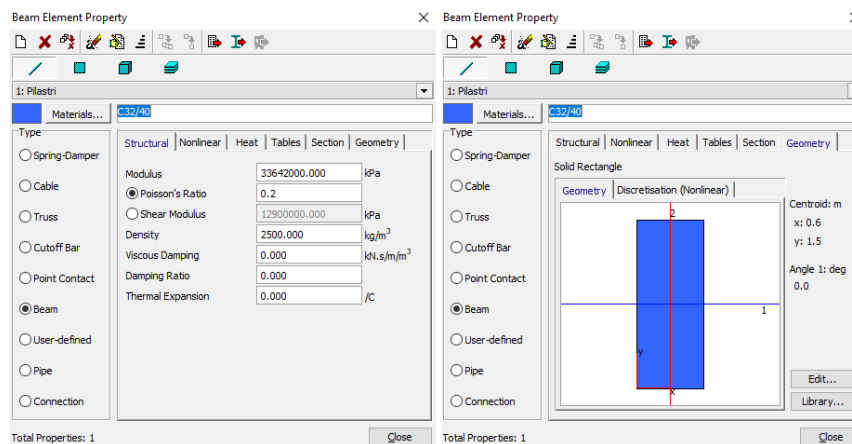 Beam Element Property
1: Pilastri
Materials...
C32/40
Type
Spring-Damper
Cable
Truss
Cutoff Bar
Point Contact
Beam
User-defined
Pipe
Connection
Structural Nonlinear Heat Tables Section Geometry
Modulus 33642000.000 kPa
Poisson's Ratio 0.2
Shear Modulus 12900000.000 kPa
Density 2500.000 kg/m³
Viscous Damping 0.000 kN.s/m/m³
Damping Ratio 0.000
Thermal Expansion 0.000 /C
Total Properties: 1
Close
Beam Element Property
1: Pilastri
Materials...
C32/40
Type
Spring-Damper
Cable
Truss
Cutoff Bar
Point Contact
Beam
User-defined
Pipe
Connection
Structural Nonlinear Heat Tables Section Geometry
Solid Rectangle
Geometry Discretisation (Nonlinear)
2
1
y
x
Centroid: m
x: 0.6
y: 1.5
Angle 1: deg
0.0
Edit...
Library...
Total Properties: 1
Close